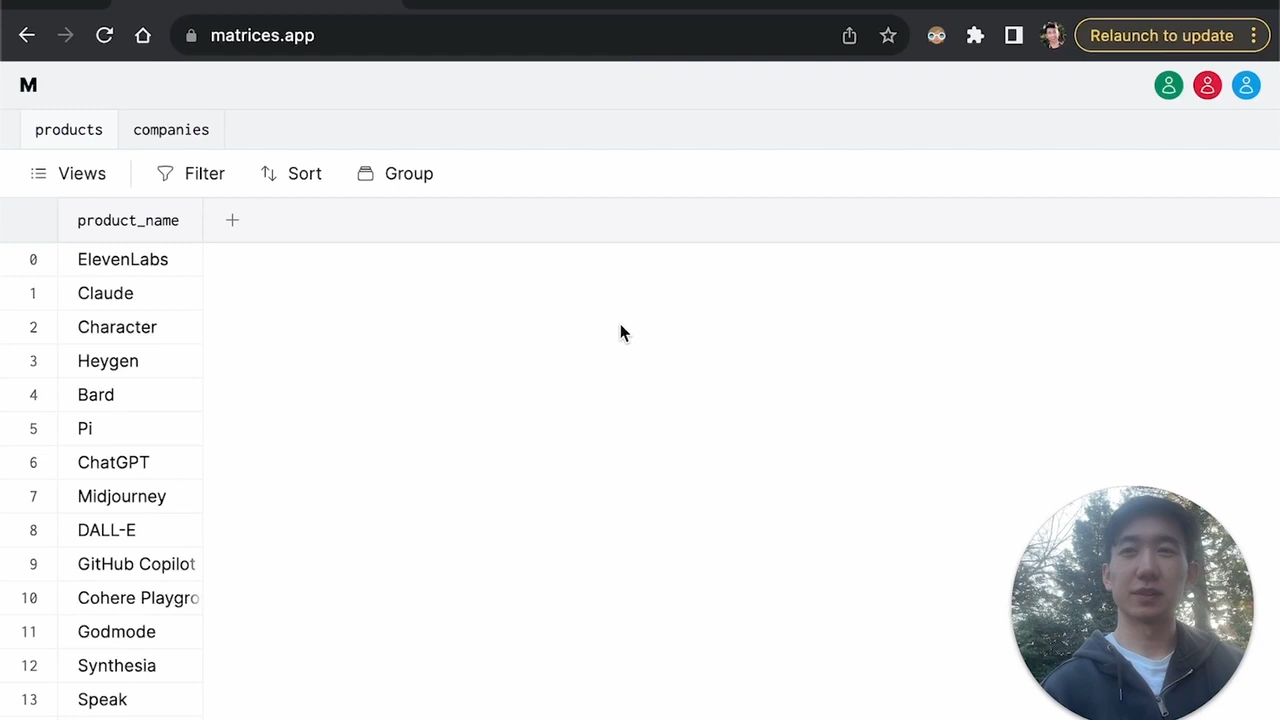 matrices.app
Relaunch to update
M
products companies
Views Filter Sort Group
product_name +
0 ElevenLabs
1 Claude
2 Character
3 Heygen
4 Bard
5 Pi
6 ChatGPT
7 Midjourney
8 DALL-E
9 GitHub Copilot
10 Cohere Playgro
11 Godmode
12 Synthesia
13 Speak